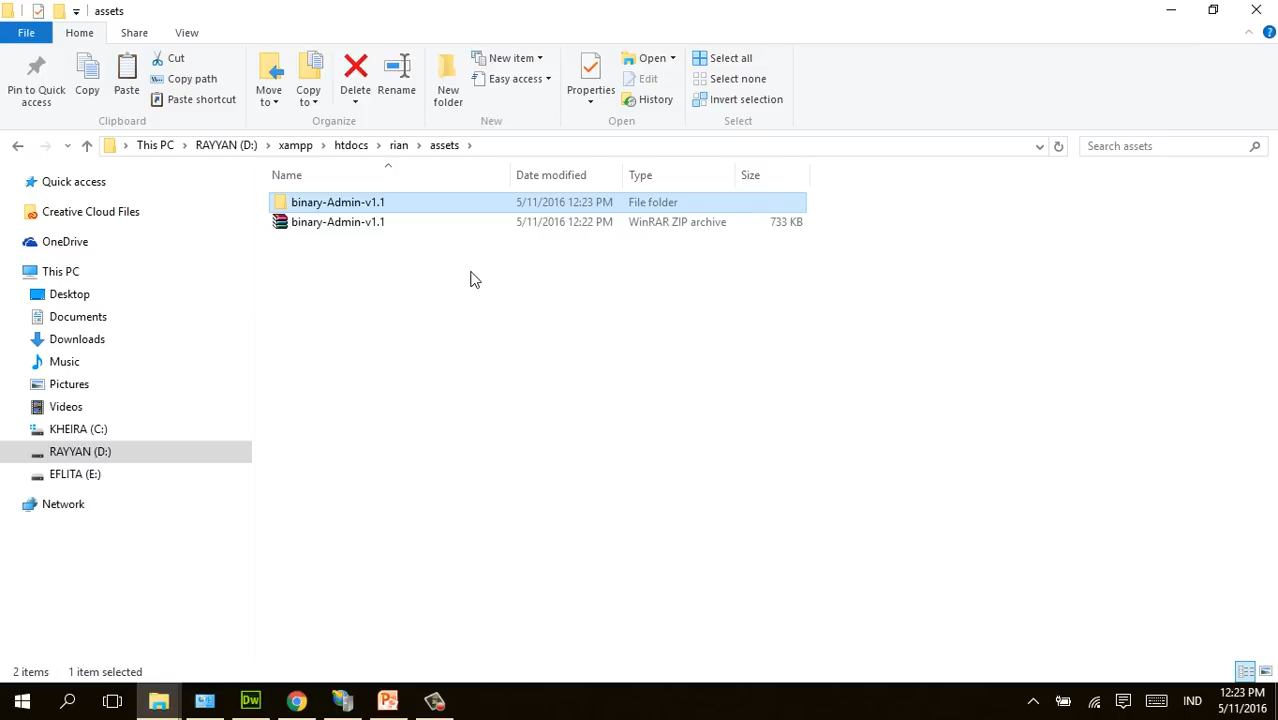 assets
File Home Share View
Pin to Quick access
Copy
Paste
Cut
Copy path
Paste shortcut
Clipboard
Move to
Copy to
Delete
Rename
Organize
New folder
New item
Easy access
New
Properties
Open
Edit
History
Open
Select all
Select none
Invert selection
Select
This PC RAYYAN (D:) xampp htdocs rian assets
Search assets
Name Date modified Type Size
binary-Admin-v1.1 5/11/2016 12:23 PM File folder
binary-Admin-v1.1 5/11/2016 12:22 PM WinRAR ZIP archive 733 KB
Quick access
Creative Cloud Files
OneDrive
This PC
Desktop
Documents
Downloads
Music
Pictures
Videos
KHEIRA (C:)
RAYYAN (D:)
EFLITA (E:)
Network
2 items 1 item selected
Dw
IND
12:23 PM
5/11/2016